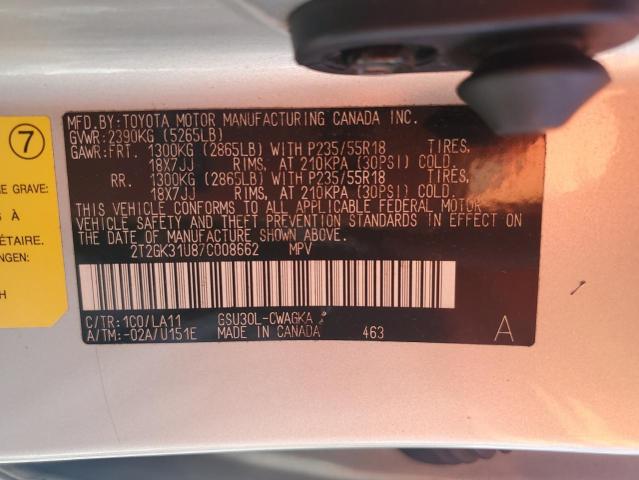 MFD.BY:TOYOTA MOTOR MANUFACTURING CANADA INC.
GVWR:2390KG (5265LB)
GAWR:FRT. 1300KG (2865LB) WITH P235/55R18 TIRES,
18X7JJ RIMS, AT 210KPA (30PSI) COLD.
RR. 1300KG (2865LB) WITH P235/55R18 TIRES,
18X7JJ RIMS, AT 210KPA (30PSI) COLD.
THIS VEHICLE CONFORMS TO ALL APPLICABLE FEDERAL MOTOR
VEHICLE SAFETY AND THEFT PREVENTION STANDARDS IN EFFECT ON
THE DATE OF MANUFACTURE SHOWN ABOVE.
2T2GK31U87C008662 MPV
C/TR:1C0/LA11 GSU30L-CWAGKA
A/TM:-02A/U151E MADE IN CANADA 463 A
7
E GRAVE:
S À
ÉTAIRE.
NGEN:
H